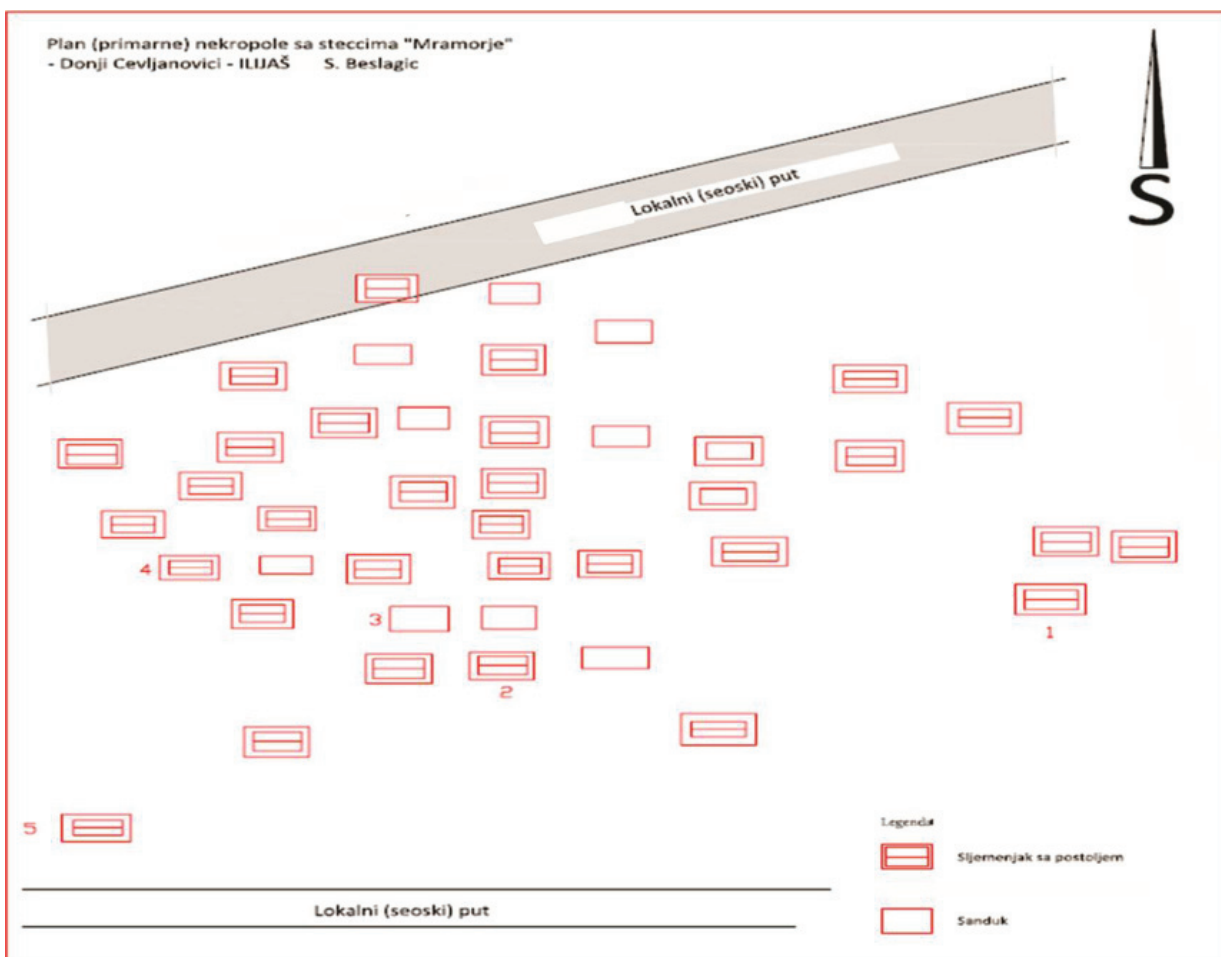 Plan (primarne) nekropole sa steccima "Mramorje"
- Donji Cevljanovici - ILIJAŠ S. Beslagic
S
Lokalni (seoski) put
4
3
1
2
5
Legenda
Sljemenjak sa postoljem
Lokalni (seoski) put
Sanduk